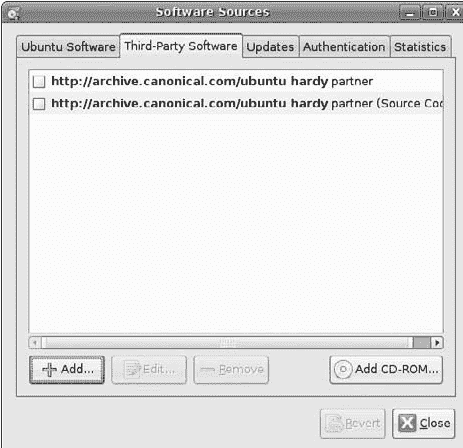 Software Sources
Ubuntu Software Third-Party Software Updates Authentication Statistics
http://archive.canonical.com/ubuntu hardy partner
http://archive.canonical.com/ubuntu hardy partner (Source Cod
Add... Edit... Remove Add CD-ROM...
Revert Close